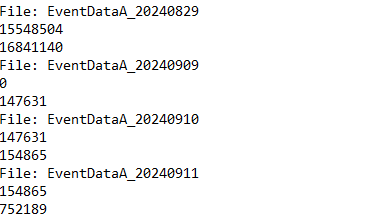 File: EventDataA_20240829
15548504
16841140
File: EventDataA_20240909
0
147631
File: EventDataA_20240910
147631
154865
File: EventDataA_20240911
154865
752189